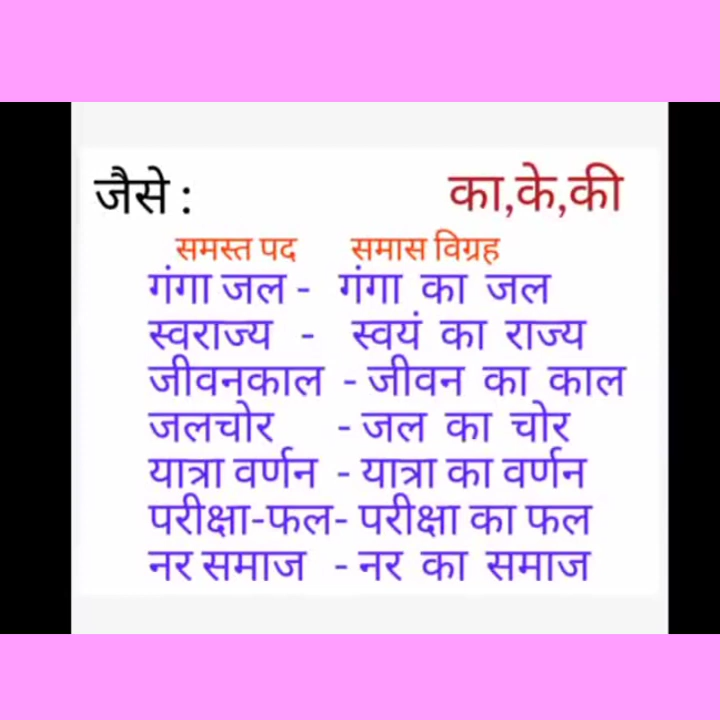 जैसे : का,के,की
समस्त पद समास विग्रह
गंगा जल - गंगा का जल
स्वराज्य - स्वयं का राज्य
जीवनकाल - जीवन का काल
जलचोर - जल का चोर
यात्रा वर्णन - यात्रा का वर्णन
परीक्षा-फल- परीक्षा का फल
नर समाज - नर का समाज